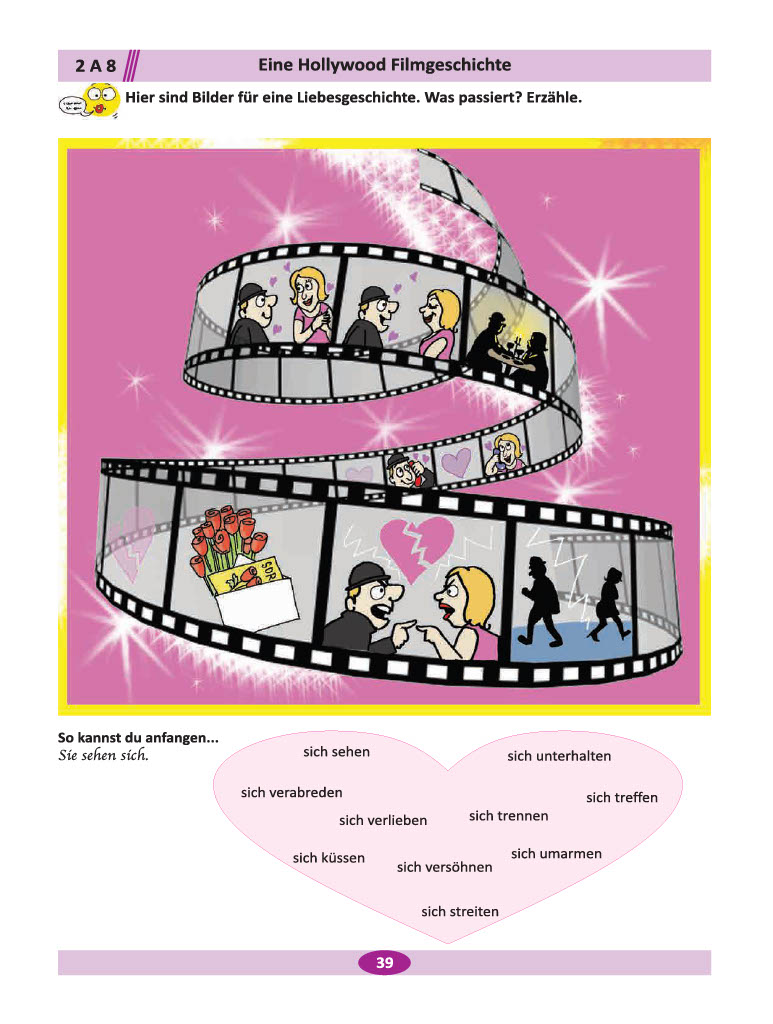 2 A 8
Eine Hollywood Filmgeschichte
Hier sind Bilder für eine Liebesgeschichte. Was passiert? Erzähle.
SOR
So kannst du anfangen...
Sie sehen sich.
sich sehen
sich unterhalten
sich verabreden
sich treffen
sich verlieben
sich trennen
sich küssen
sich versöhnen
sich umarmen
sich streiten
39